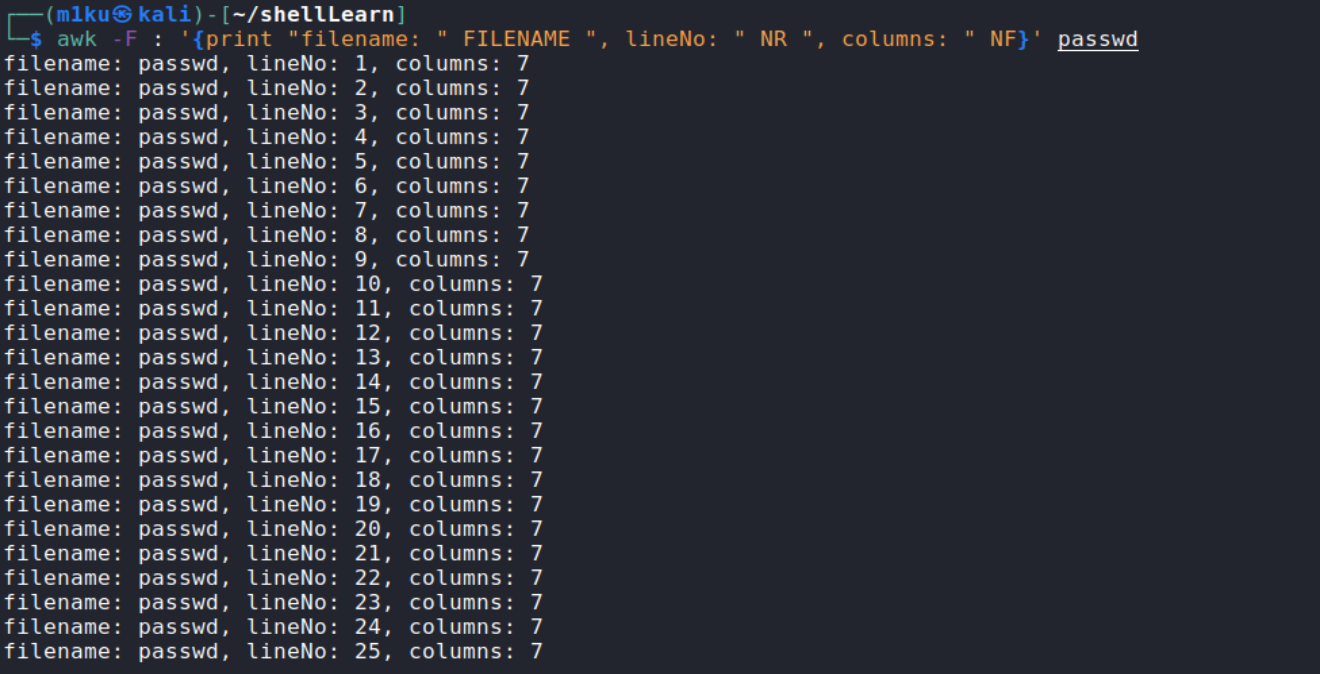 ┌──(m1ku㉿kali)-[~/shellLearn]
└─$ awk -F : '{print "filename: " FILENAME ", lineNo: " NR ", columns: " NF}' passwd
filename: passwd, lineNo: 1, columns: 7
filename: passwd, lineNo: 2, columns: 7
filename: passwd, lineNo: 3, columns: 7
filename: passwd, lineNo: 4, columns: 7
filename: passwd, lineNo: 5, columns: 7
filename: passwd, lineNo: 6, columns: 7
filename: passwd, lineNo: 7, columns: 7
filename: passwd, lineNo: 8, columns: 7
filename: passwd, lineNo: 9, columns: 7
filename: passwd, lineNo: 10, columns: 7
filename: passwd, lineNo: 11, columns: 7
filename: passwd, lineNo: 12, columns: 7
filename: passwd, lineNo: 13, columns: 7
filename: passwd, lineNo: 14, columns: 7
filename: passwd, lineNo: 15, columns: 7
filename: passwd, lineNo: 16, columns: 7
filename: passwd, lineNo: 17, columns: 7
filename: passwd, lineNo: 18, columns: 7
filename: passwd, lineNo: 19, columns: 7
filename: passwd, lineNo: 20, columns: 7
filename: passwd, lineNo: 21, columns: 7
filename: passwd, lineNo: 22, columns: 7
filename: passwd, lineNo: 23, columns: 7
filename: passwd, lineNo: 24, columns: 7
filename: passwd, lineNo: 25, columns: 7